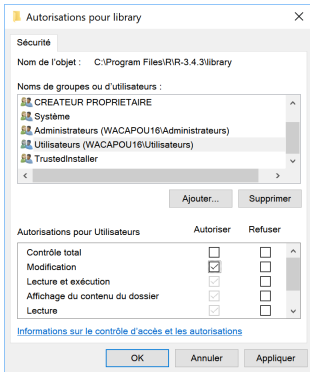 Autorisations pour library
Sécurité
Nom de l'objet : C:\Program Files\R\R-3.4.3\library
Noms de groupes ou d'utilisateurs :
CREATEUR PROPRIETAIRE
Système
Administrateurs (WACAPOU16\Administrateurs)
Utilisateurs (WACAPOU16\Utilisateurs)
TrustedInstaller
Ajouter... Supprimer
Autorisations pour Utilisateurs Autoriser Refuser
Contrôle total
Modification
Lecture et exécution
Affichage du contenu du dossier
Lecture
Informations sur le contrôle d'accès et les autorisations
OK Annuler Appliquer